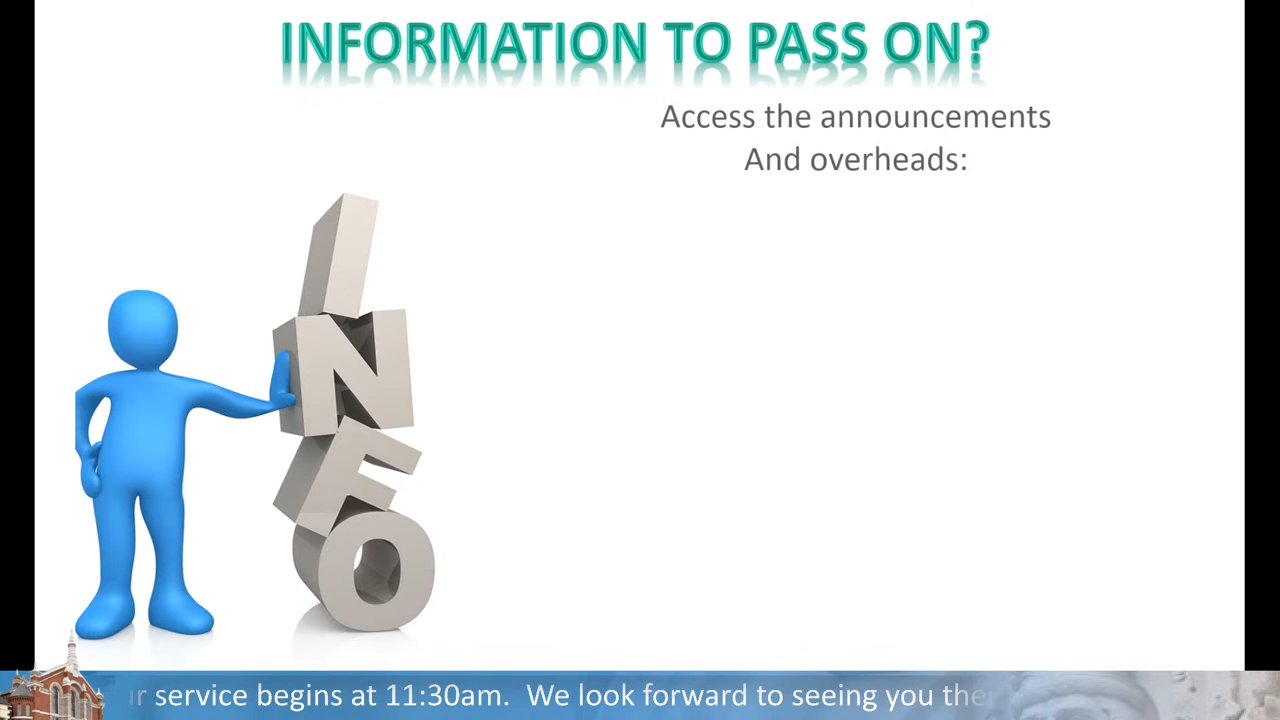 INFORMATION TO PASS ON?
Access the announcements
And overheads:
I
N
F
O
service begins at 11:30am. We look forward to seeing you